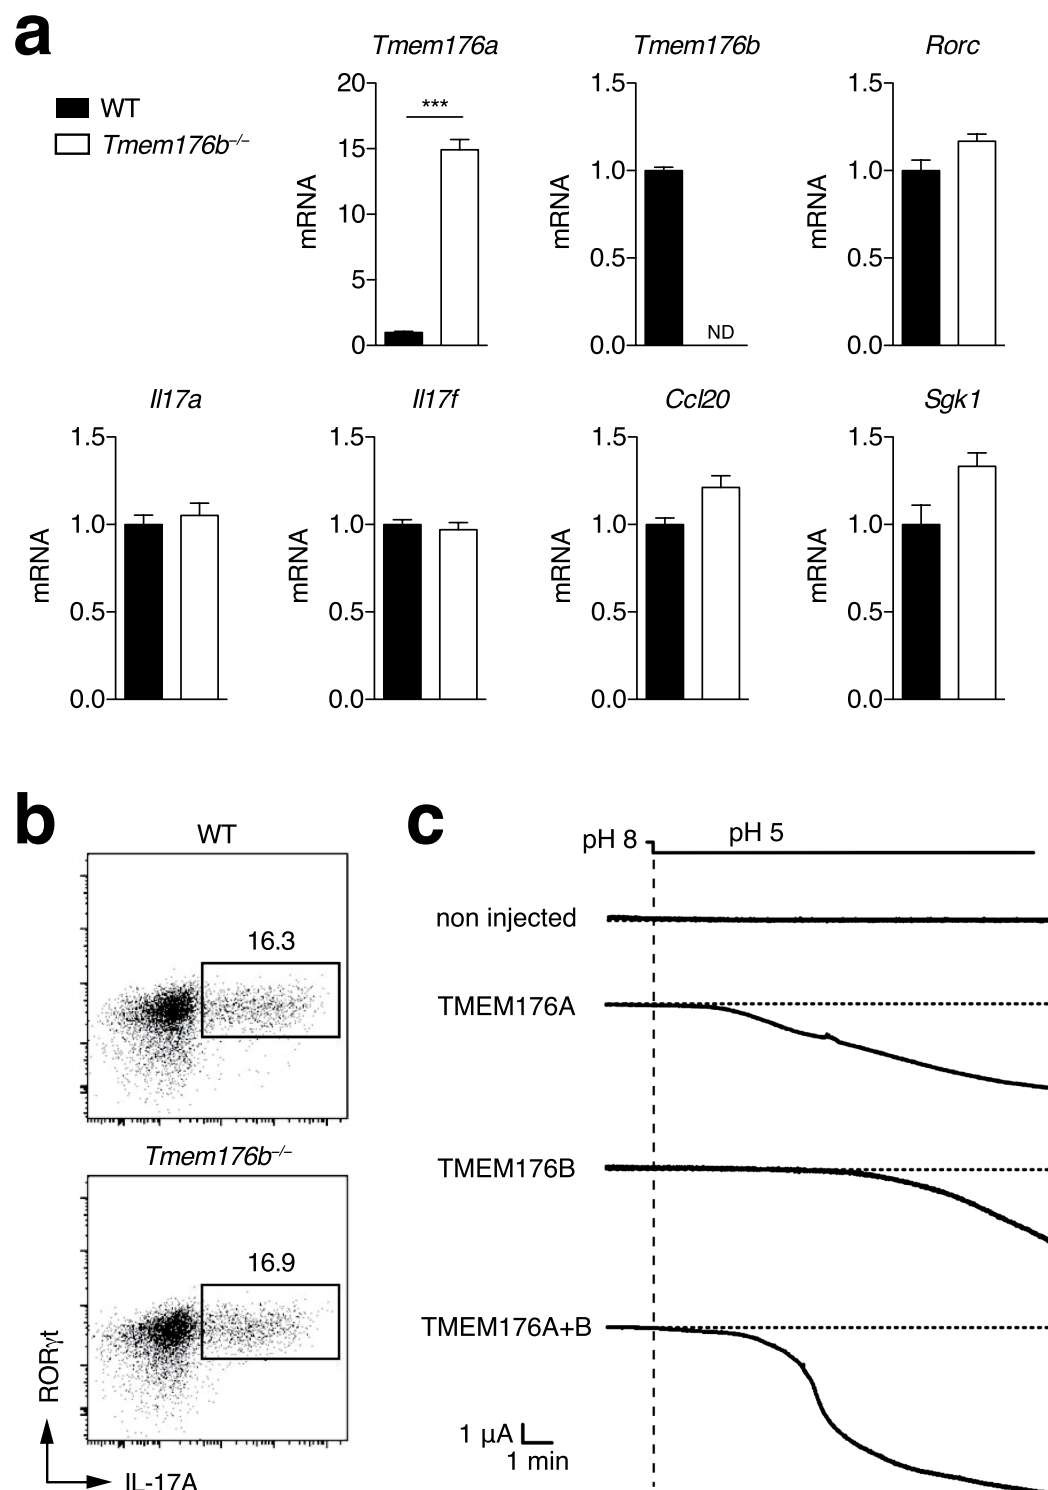 a
WT
Tmem176b−/−
Tmem176a
mRNA
20
15
10
5
0
***
Tmem176b
mRNA
1.5
1.0
0.5
0.0
ND
Rorc
mRNA
1.5
1.0
0.5
0.0
Il17a
mRNA
1.5
1.0
0.5
0.0
Il17f
mRNA
1.5
1.0
0.5
0.0
Ccl20
mRNA
1.5
1.0
0.5
0.0
Sgk1
mRNA
1.5
1.0
0.5
0.0
b
WT
16.3
Tmem176b−/−
16.9
RORγt
IL-17A
c
pH 8
pH 5
non injected
TMEM176A
TMEM176B
TMEM176A+B
1 μA
1 min